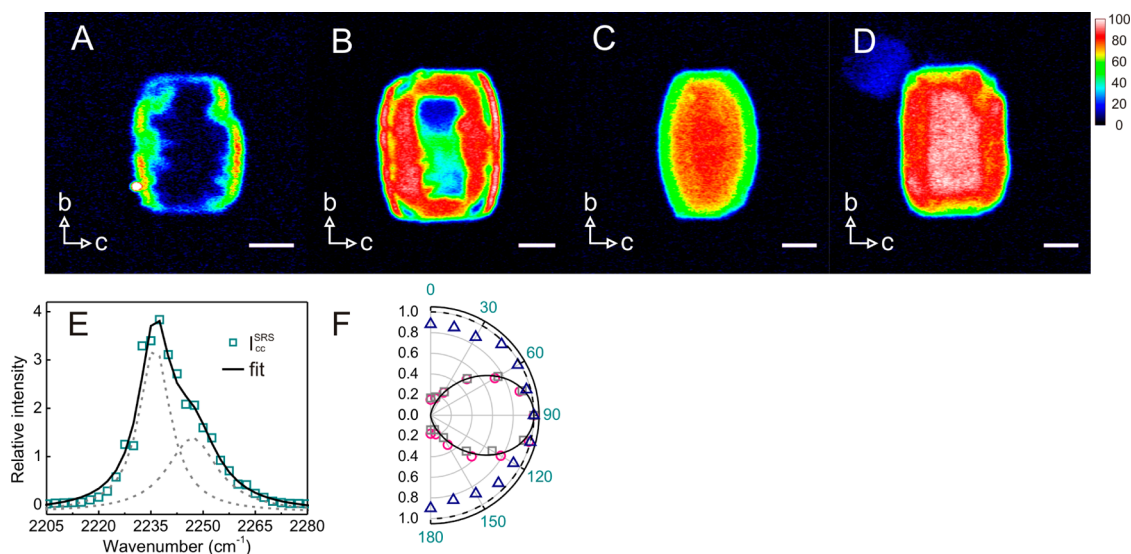 A
B
C
D
b
c
b
c
b
c
b
c
100
80
60
40
20
0
E
I_cc^SRS
fit
4
3
2
1
0
Relative intensity
2205 2220 2235 2250 2265 2280
Wavenumber (cm⁻¹)
F
0
30
60
90
120
150
180
1.0
0.8
0.6
0.4
0.2
0.0
0.2
0.4
0.6
0.8
1.0